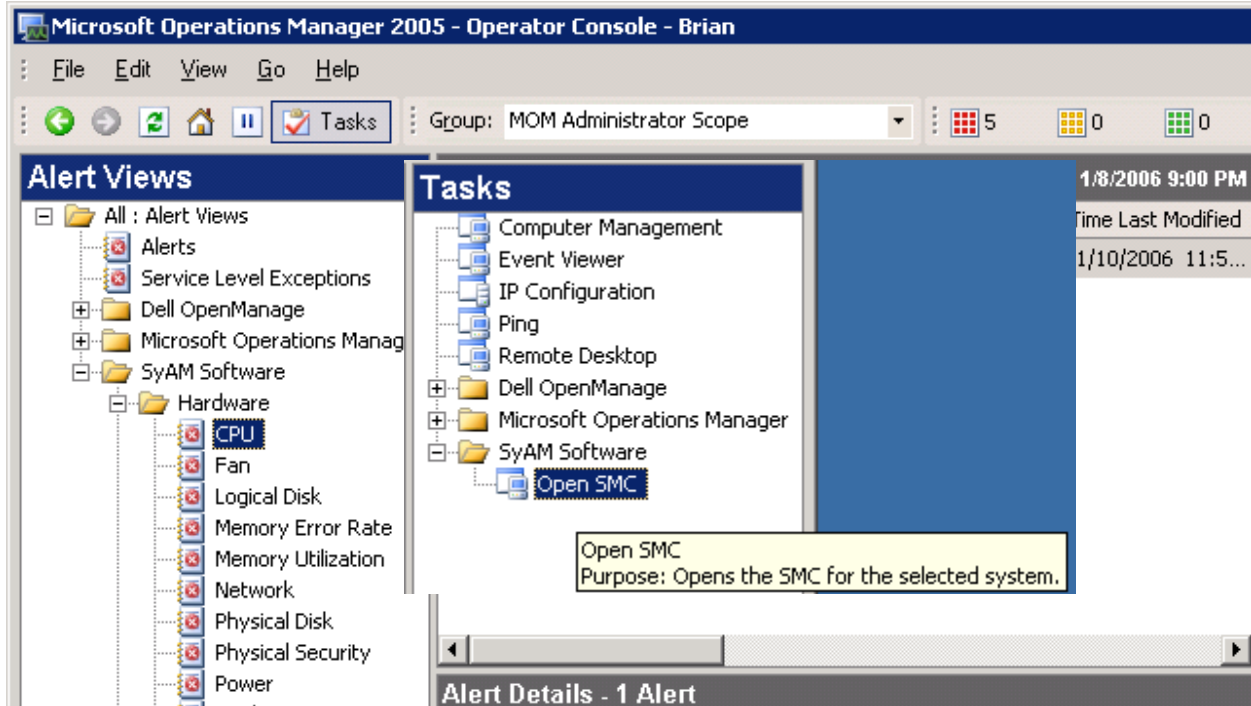 Microsoft Operations Manager 2005 - Operator Console - Brian
File Edit View Go Help
Tasks Group: MOM Administrator Scope 5 0 0
Alert Views
All : Alert Views
Alerts
Service Level Exceptions
Dell OpenManage
Microsoft Operations Manag
SyAM Software
Hardware
CPU
Fan
Logical Disk
Memory Error Rate
Memory Utilization
Network
Physical Disk
Physical Security
Power
Tasks
Computer Management
Event Viewer
IP Configuration
Ping
Remote Desktop
Dell OpenManage
Microsoft Operations Manager
SyAM Software
Open SMC
Open SMC
Purpose: Opens the SMC for the selected system.
1/8/2006 9:00 PM
Time Last Modified
1/10/2006 11:5...
Alert Details - 1 Alert